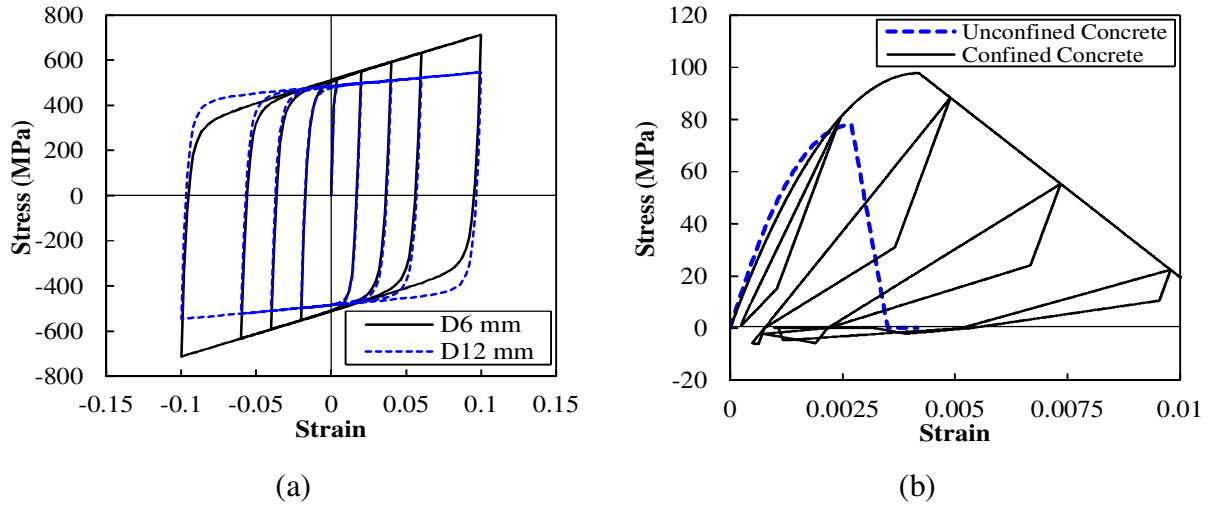 800
600
400
200
0
-200
-400
-600
-800
Stress (MPa)
-0.15 -0.1 -0.05 0 0.05 0.1 0.15
Strain
D6 mm
D12 mm
(a)
120
100
80
60
40
20
0
-20
Stress (MPa)
0 0.0025 0.005 0.0075 0.01
Strain
Unconfined Concrete
Confined Concrete
(b)